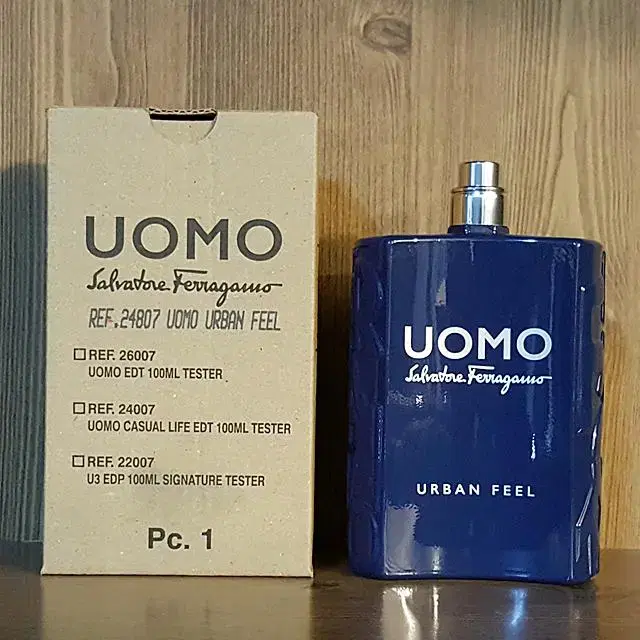 UOMO
Salvatore Ferragamo
REF.24807 UOMO URBAN FEEL
REF. 26007
UOMO EDT 100ML TESTER
REF. 24007
UOMO CASUAL LIFE EDT 100ML TESTER
REF. 22007
U3 EDP 100ML SIGNATURE TESTER
Pc. 1
UOMO
Salvatore Ferragamo
URBAN FEEL